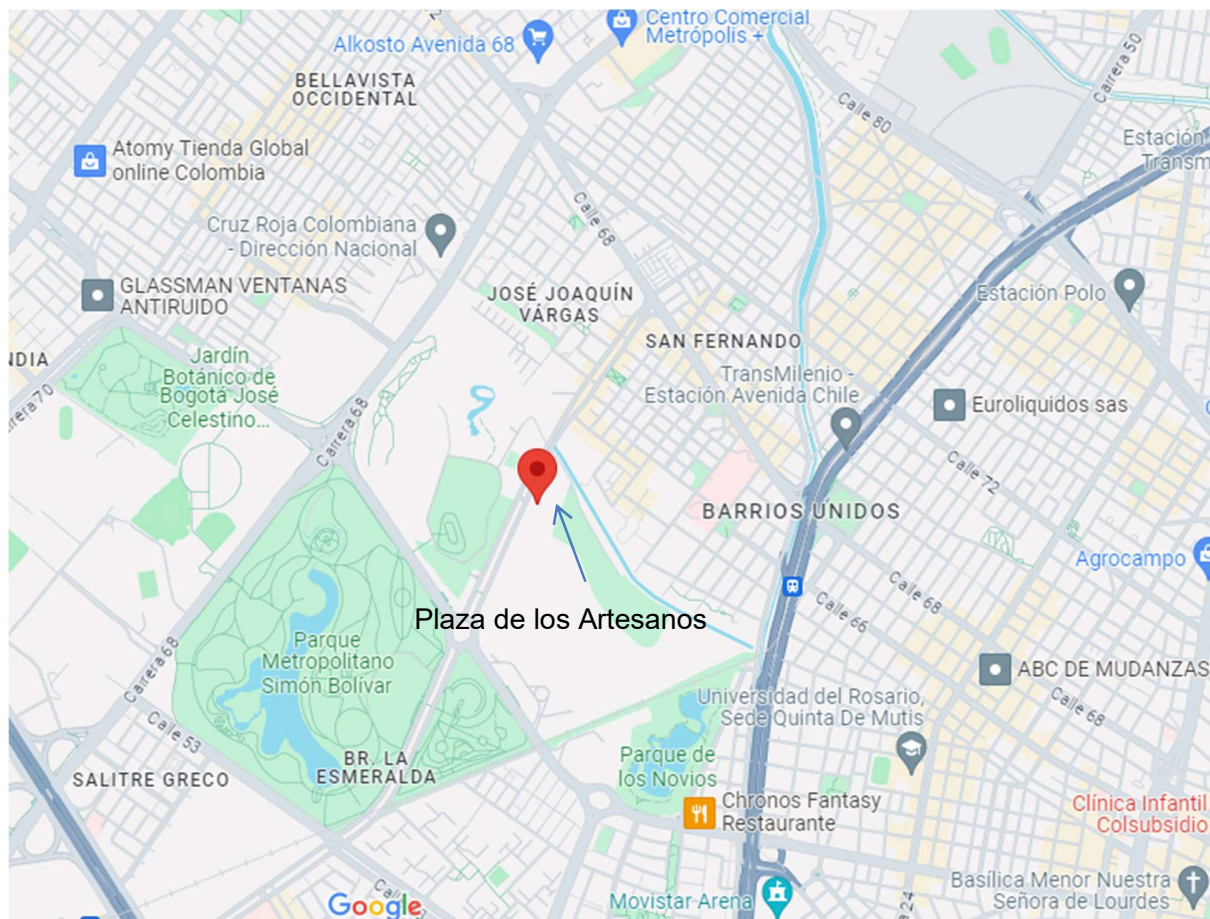 Alkosto Avenida 68
Centro Comercial
Metrópolis +
BELLAVISTA
OCCIDENTAL
Carrera 50
Calle 80
Atomy Tienda Global
online Colombia
Estación
Transm
Cruz Roja Colombiana
- Dirección Nacional
Calle 68
GLASSMAN VENTANAS
ANTIRUIDO
JOSÉ JOAQUÍN
VÁRGAS
Estación Polo
SAN FERNANDO
NDIA
Jardín
Botánico de
Bogotá José
Celestino...
TransMilenio -
Estación Avenida Chile
Euroliquidos sas
rrera 70
Carrera 68
Calle 72
BARRIOS UNIDOS
Agrocampo
Plaza de los Artesanos
Calle 66
Calle 68
Parque
Metropolitano
Simón Bolívar
Carrera 68
ABC DE MUDANZAS
Universidad del Rosario,
Sede Quinta De Mutis
Calle 68
Calle 53
BR. LA
ESMERALDA
SALITRE GRECO
Parque de
los Novios
Chronos Fantasy
Restaurante
Clínica Infantil
Colsubsidio
Google
Movistar Arena
24
Basílica Menor Nuestra
Señora de Lourdes